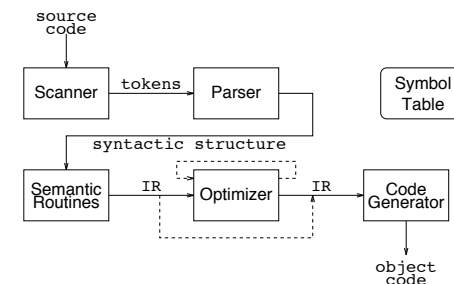 source
code
Scanner
tokens
Parser
Symbol
Table
syntactic structure
Semantic
Routines
IR
Optimizer
IR
Code
Generator
object
code